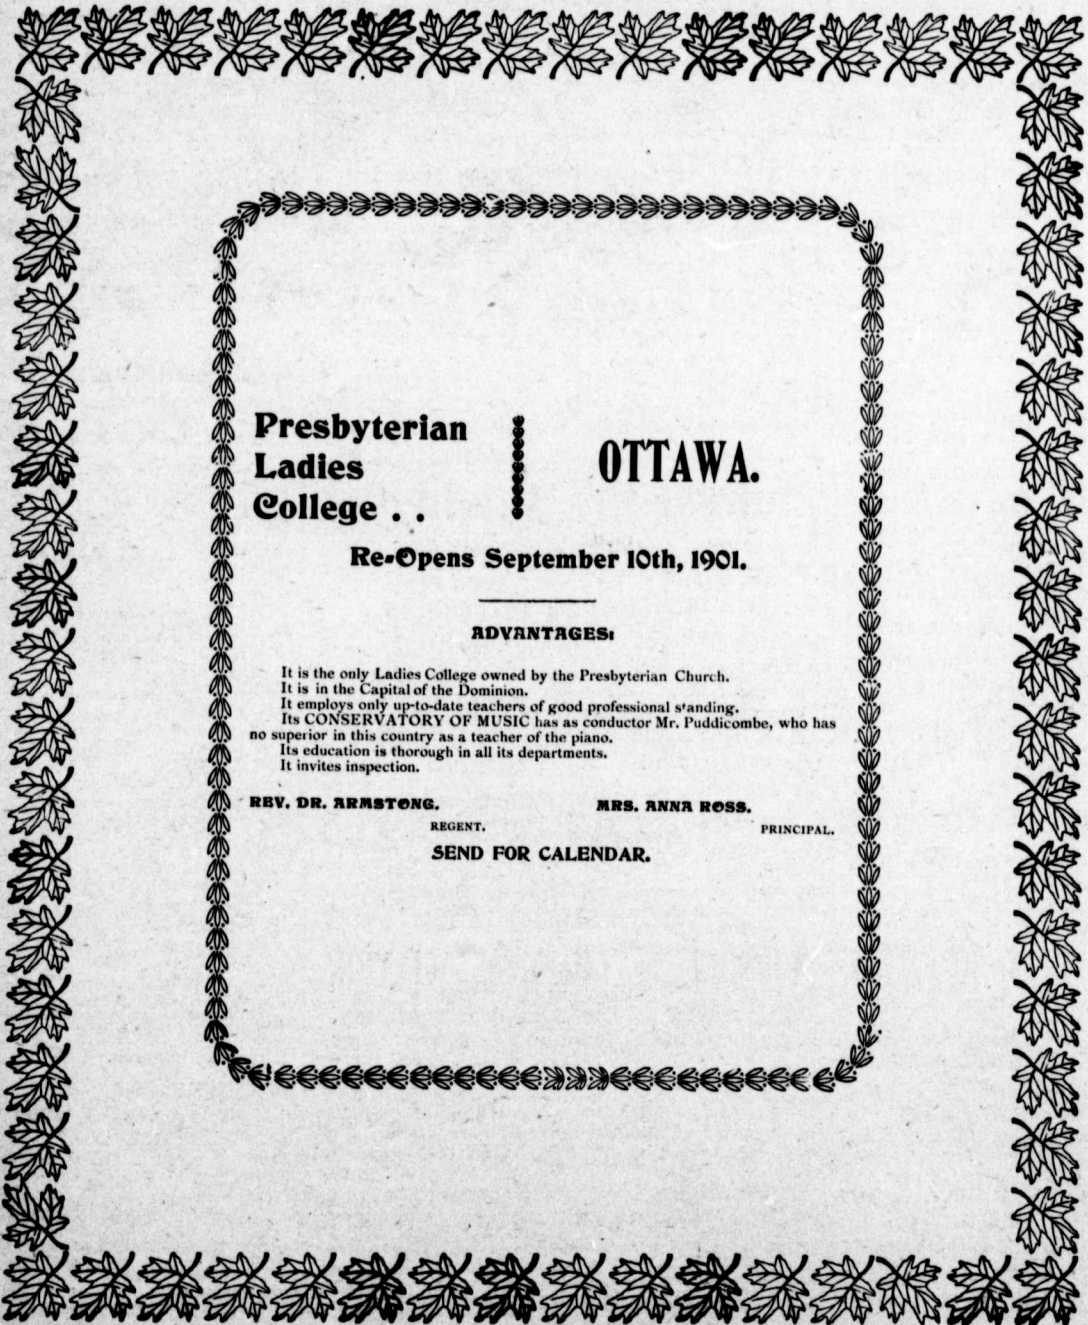 Presbyterian
Ladies
College . .
OTTAWA.
Re-Opens September 10th, 1901.
ADVANTAGES:
It is the only Ladies College owned by the Presbyterian Church.
It is in the Capital of the Dominion.
It employs only up-to-date teachers of good professional standing.
Its CONSERVATORY OF MUSIC has as conductor Mr. Puddicombe, who has
no superior in this country as a teacher of the piano.
Its education is thorough in all its departments.
It invites inspection.
REV. DR. ARMSTONG.
MRS. ANNA ROSS.
REGENT.
PRINCIPAL.
SEND FOR CALENDAR.